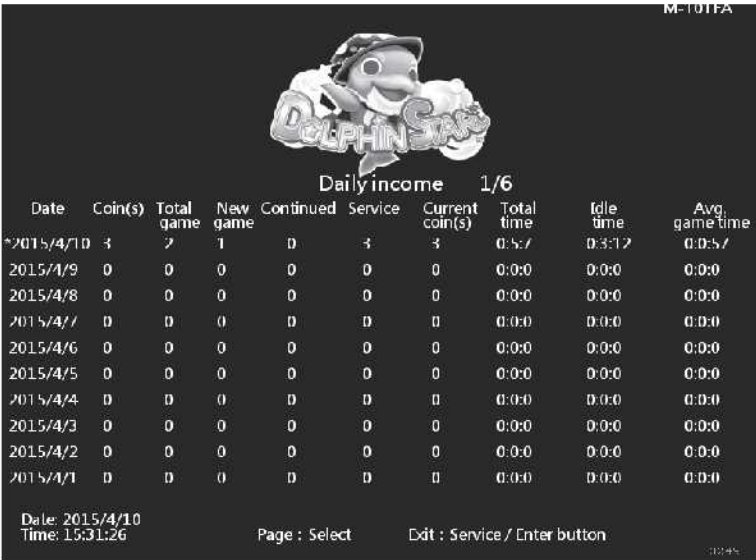 M-101FA
DOLPHIN STAR
Daily income 1/6
Date Coin(s) Total game New game Continued Service Current coin(s) Total time Idle time Avg. game time
*2015/4/10 3 2 1 0 3 3 0:5:7 0:3:12 0:0:57
2015/4/9 0 0 0 0 0 0 0:0:0 0:0:0 0:0:0
2015/4/8 0 0 0 0 0 0 0:0:0 0:0:0 0:0:0
2015/4/7 0 0 0 0 0 0 0:0:0 0:0:0 0:0:0
2015/4/6 0 0 0 0 0 0 0:0:0 0:0:0 0:0:0
2015/4/5 0 0 0 0 0 0 0:0:0 0:0:0 0:0:0
2015/4/4 0 0 0 0 0 0 0:0:0 0:0:0 0:0:0
2015/4/3 0 0 0 0 0 0 0:0:0 0:0:0 0:0:0
2015/4/2 0 0 0 0 0 0 0:0:0 0:0:0 0:0:0
2015/4/1 0 0 0 0 0 0 0:0:0 0:0:0 0:0:0
Date: 2015/4/10
Time: 15:31:26 Page : Select Exit : Service / Enter button